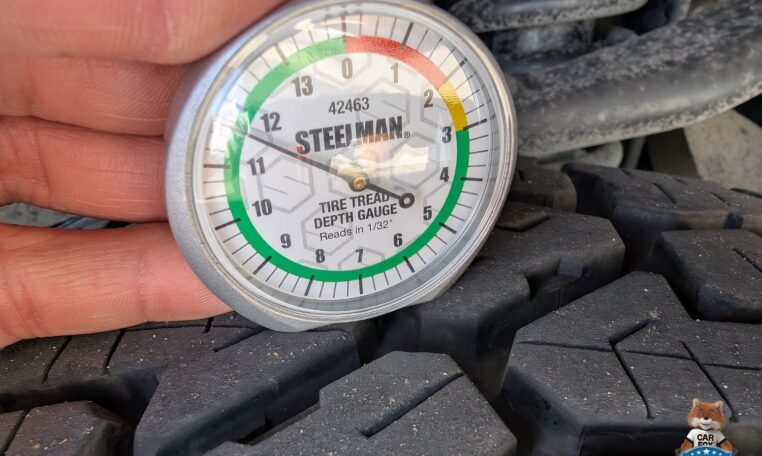 0
1
2
3
4
5
6
7
8
9
10
11
12
13
42463
STEELMAN®
TIRE TREAD
DEPTH GAUGE
Reads in 1/32"
CAR
FOX